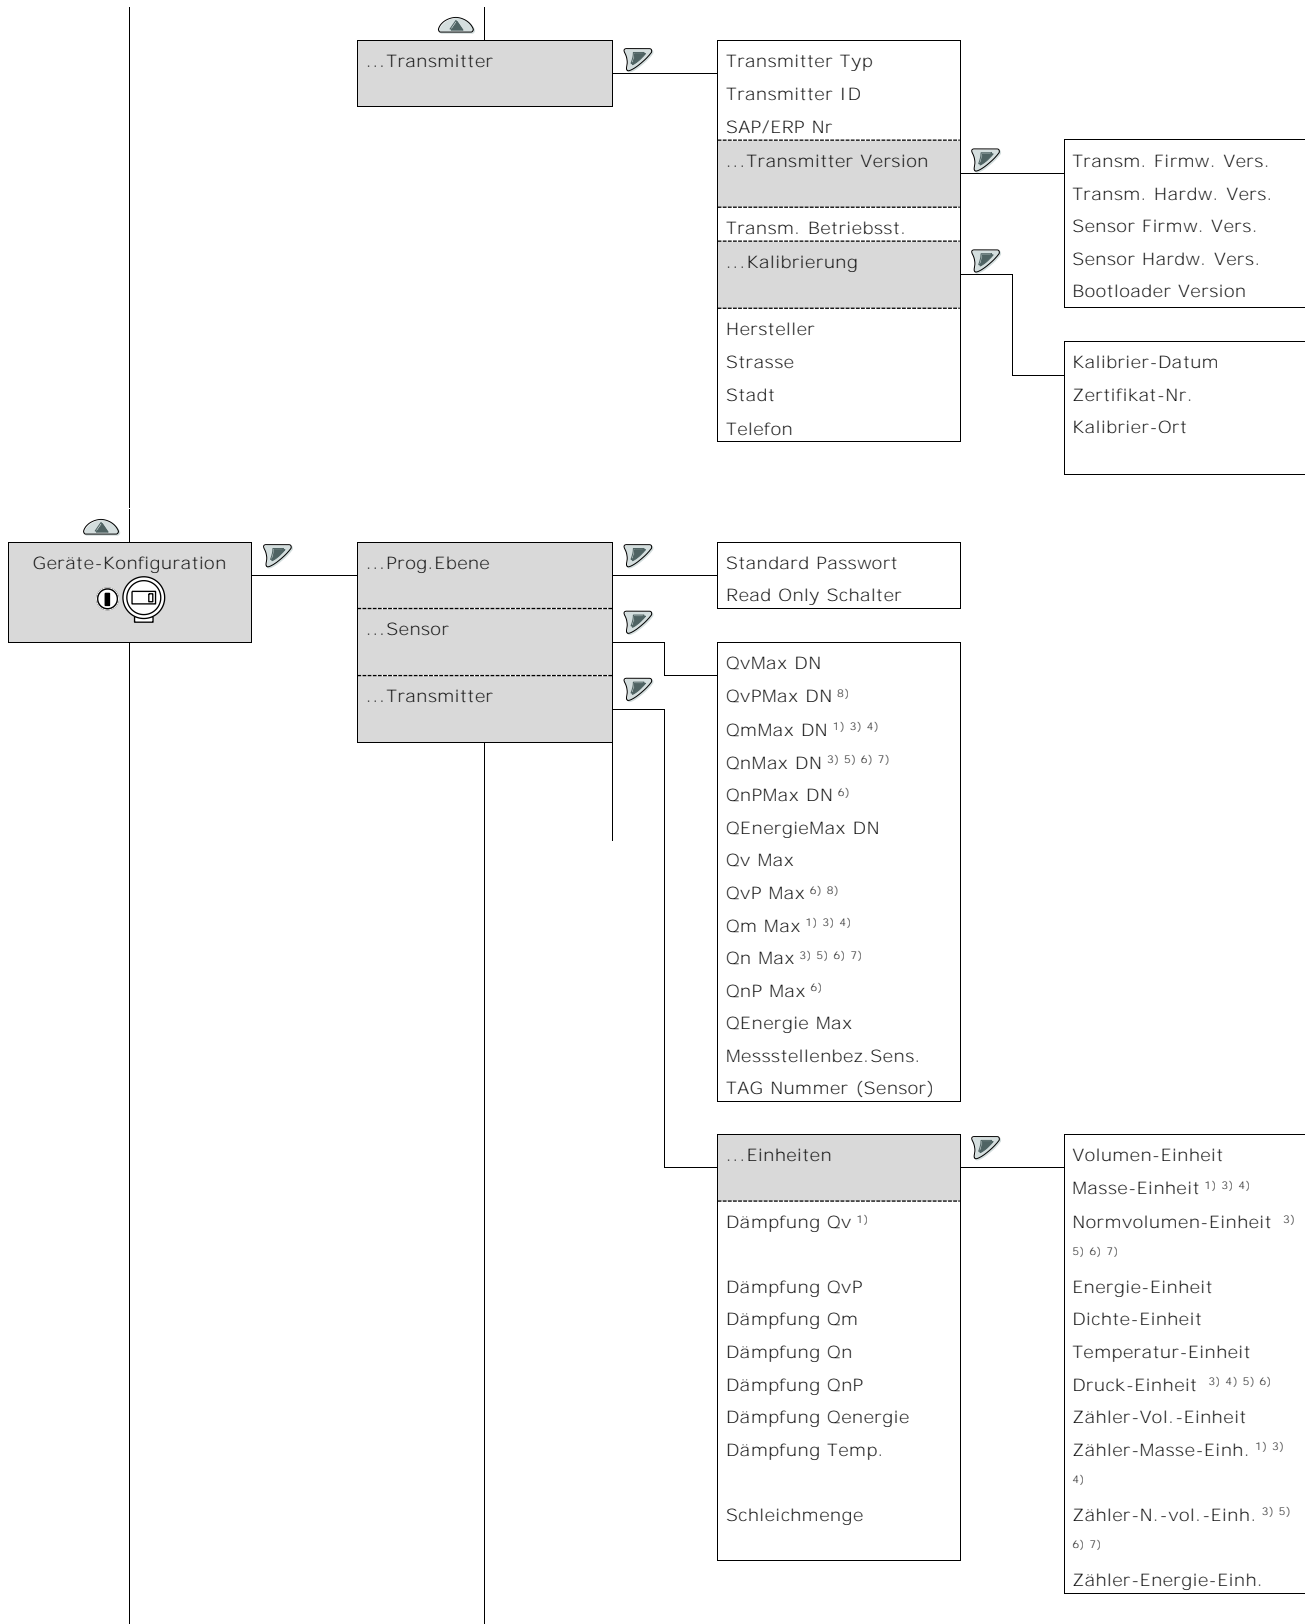 ...Transmitter
Transmitter Typ
Transmitter ID
SAP/ERP Nr
...Transmitter Version
Transm. Betriebsst.
...Kalibrierung
Hersteller
Strasse
Stadt
Telefon
Transm. Firmw. Vers.
Transm. Hardw. Vers.
Sensor Firmw. Vers.
Sensor Hardw. Vers.
Bootloader Version
Kalibrier-Datum
Zertifikat-Nr.
Kalibrier-Ort
Geräte-Konfiguration
...Prog.Ebene
...Sensor
...Transmitter
Standard Passwort
Read Only Schalter
QvMax DN
QvPMax DN 8)
QmMax DN 1) 3) 4)
QnMax DN 3) 5) 6) 7)
QnPMax DN 6)
QEnergieMax DN
Qv Max
QvP Max 6) 8)
Qm Max 1) 3) 4)
Qn Max 3) 5) 6) 7)
QnP Max 6)
QEnergie Max
Messstellenbez.Sens.
TAG Nummer (Sensor)
...Einheiten
Dämpfung Qv 1)
Dämpfung QvP
Dämpfung Qm
Dämpfung Qn
Dämpfung QnP
Dämpfung Qenergie
Dämpfung Temp.
Schleichmenge
Volumen-Einheit
Masse-Einheit 1) 3) 4)
Normvolumen-Einheit 3)
5) 6) 7)
Energie-Einheit
Dichte-Einheit
Temperatur-Einheit
Druck-Einheit 3) 4) 5) 6)
Zähler-Vol.-Einheit
Zähler-Masse-Einh. 1) 3)
4)
Zähler-N.-vol.-Einh. 3) 5)
6) 7)
Zähler-Energie-Einh.